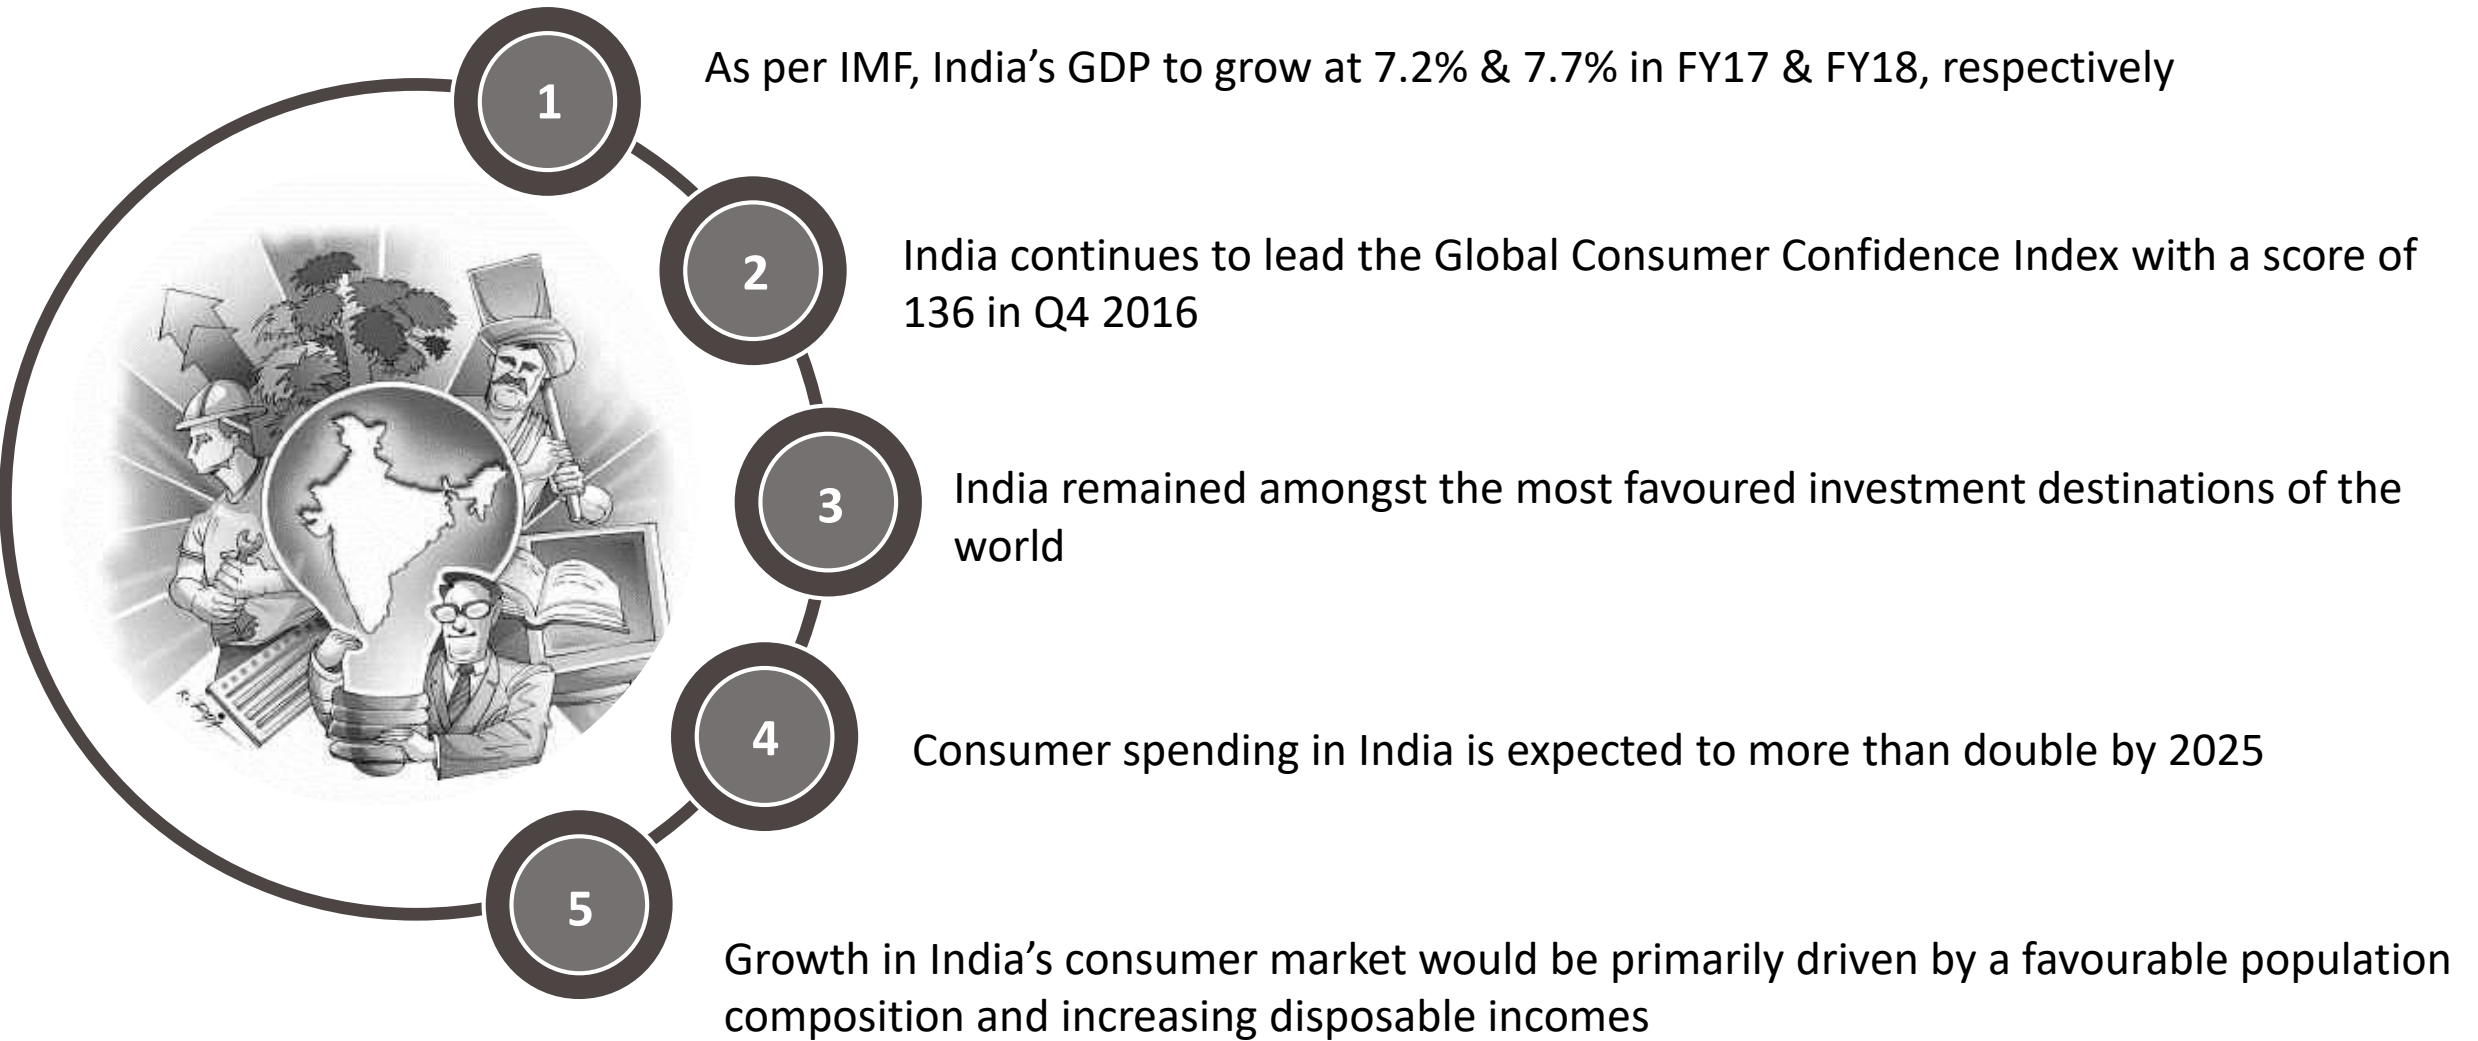 1
As per IMF, India’s GDP to grow at 7.2% & 7.7% in FY17 & FY18, respectively
2
India continues to lead the Global Consumer Confidence Index with a score of
136 in Q4 2016
3
India remained amongst the most favoured investment destinations of the
world
4
Consumer spending in India is expected to more than double by 2025
5
Growth in India’s consumer market would be primarily driven by a favourable population
composition and increasing disposable incomes